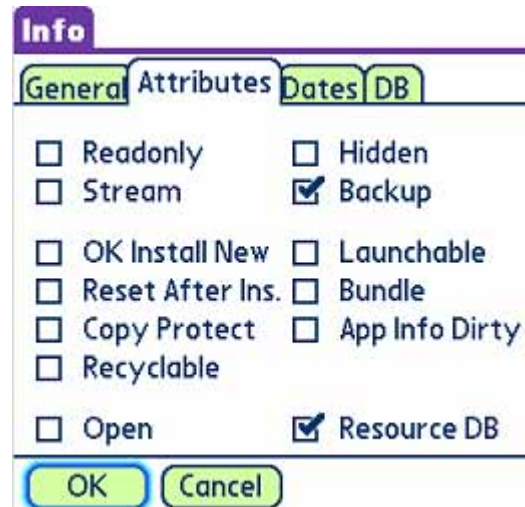 Info
General Attributes Dates DB
Readonly Hidden
Stream Backup
OK Install New Launchable
Reset After Ins. Bundle
Copy Protect App Info Dirty
Recyclable
Open Resource DB
OK Cancel